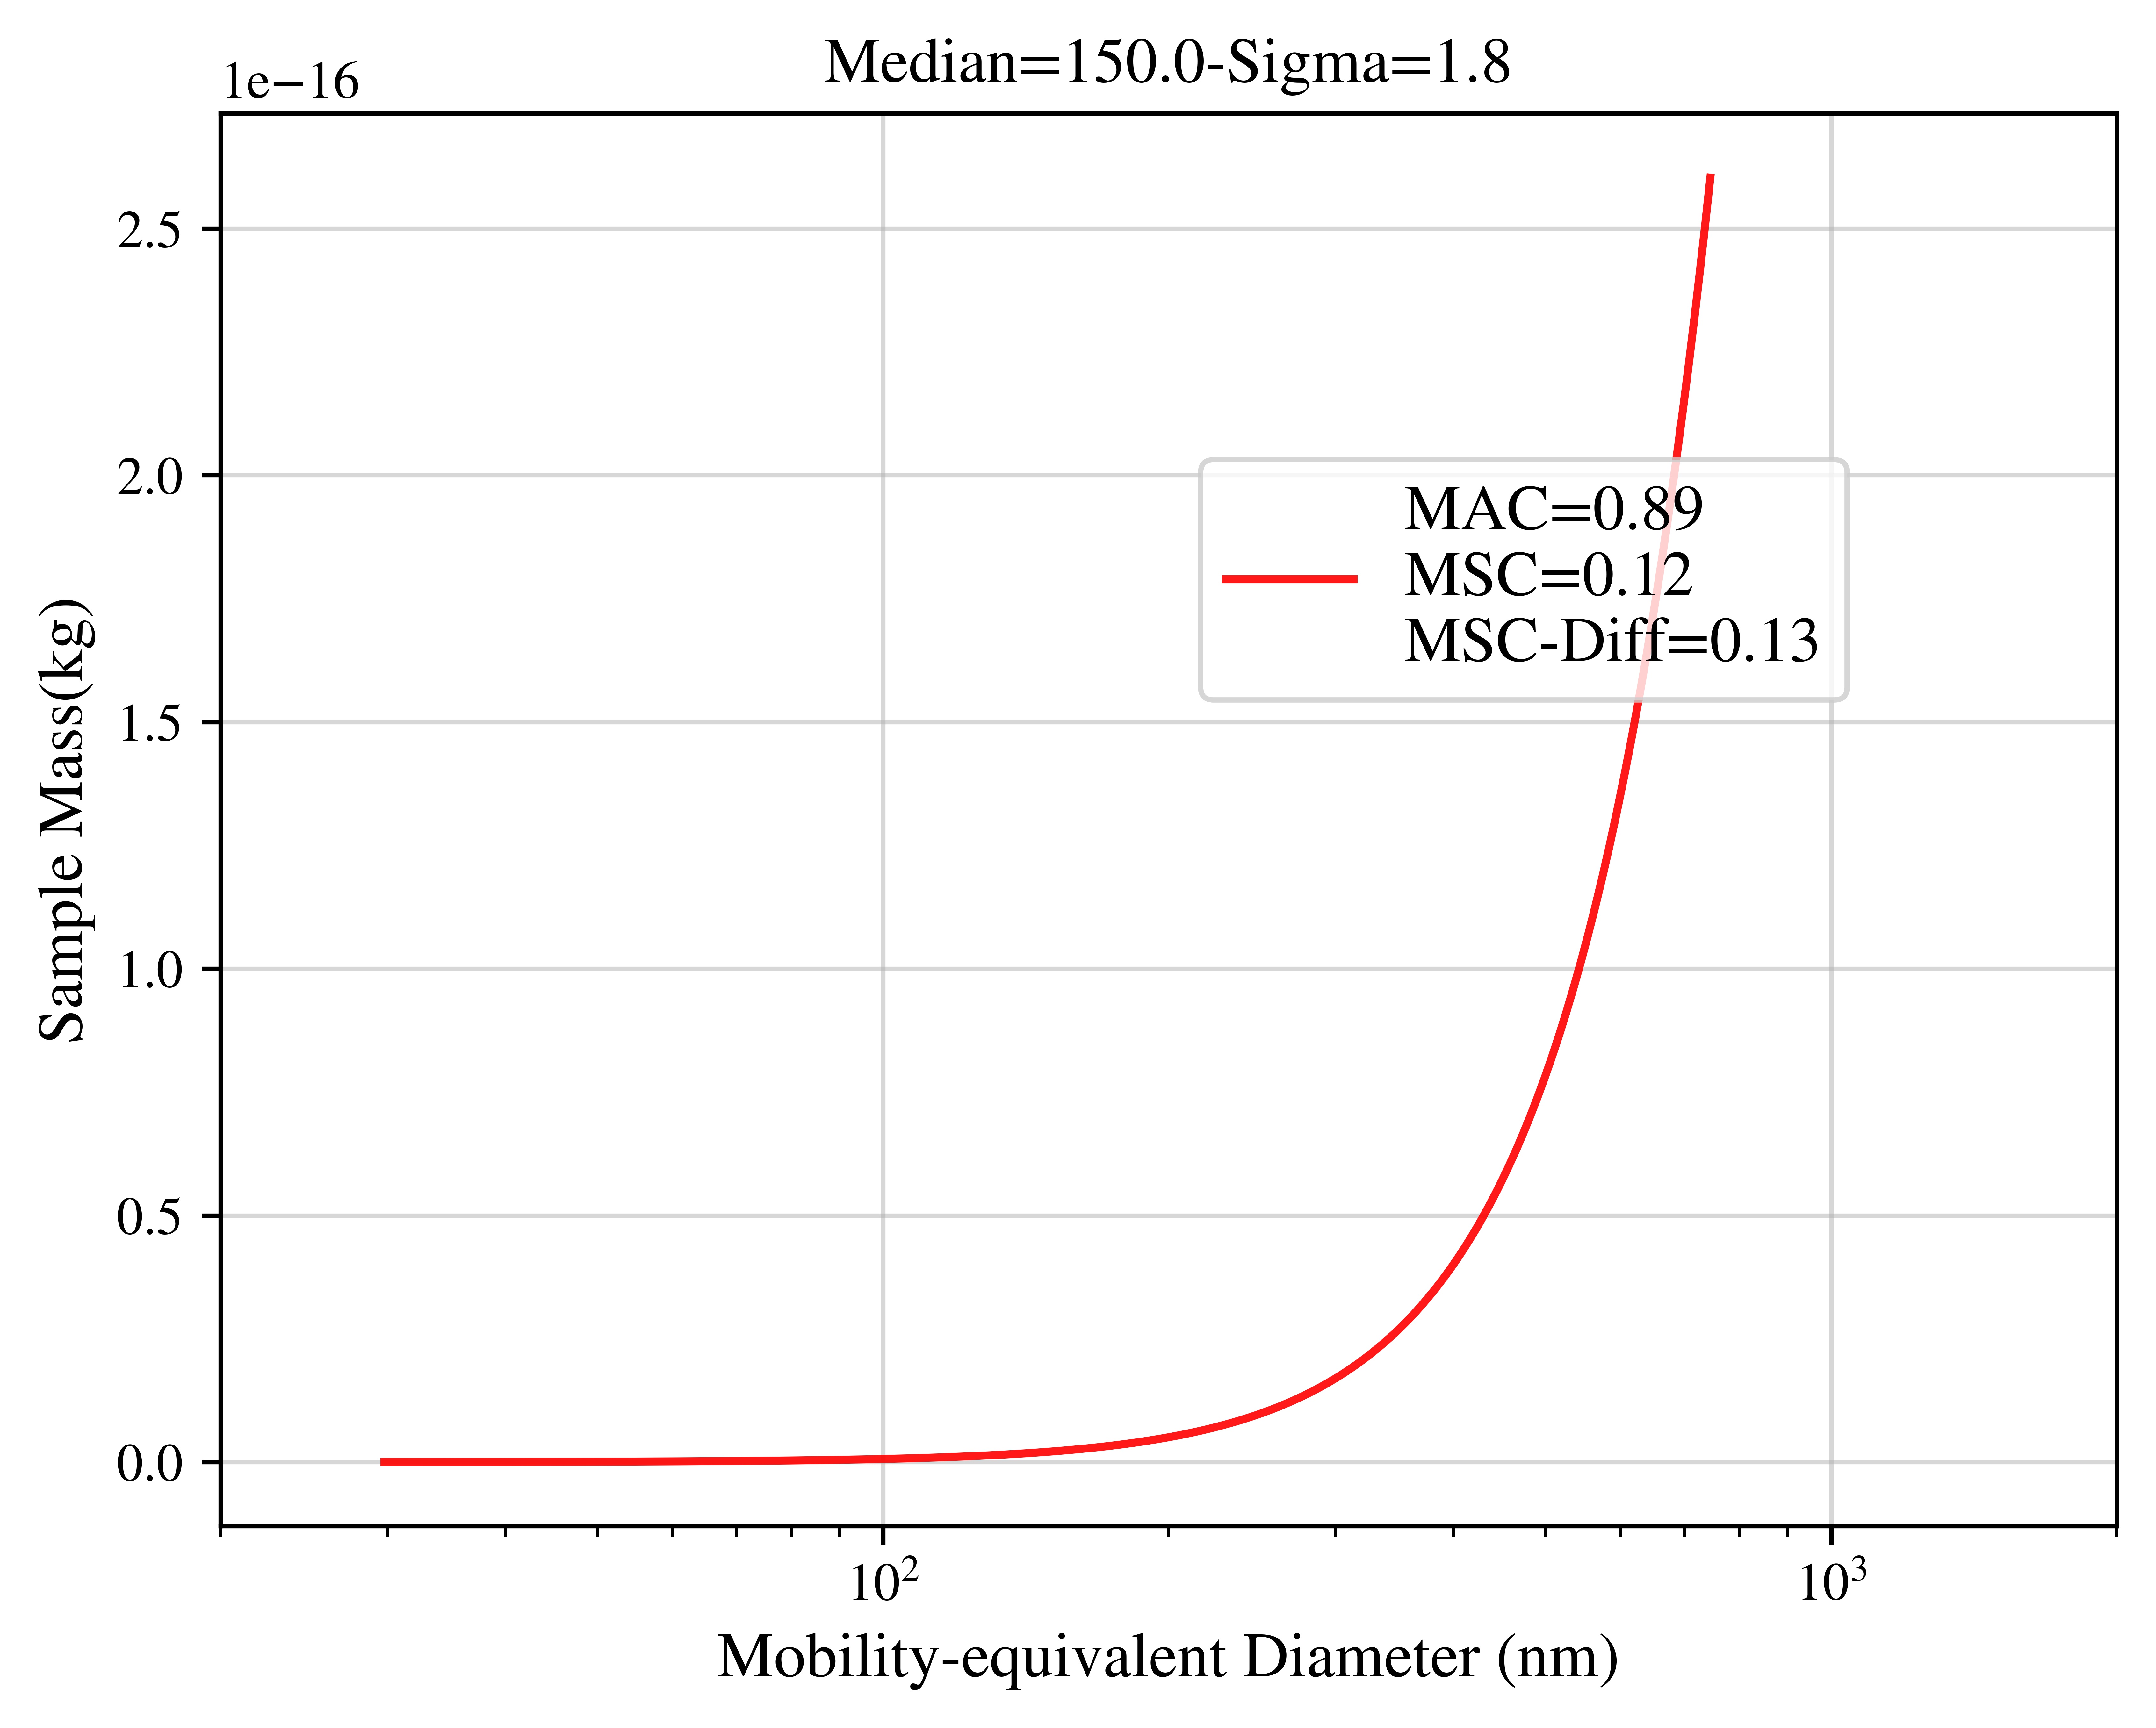 Median=150.0-Sigma=1.8
1e−16
2.5
2.0
1.5
1.0
0.5
0.0
Sample Mass(kg)
MAC=0.89
MSC=0.12
MSC-Diff=0.13
10²
10³
Mobility-equivalent Diameter (nm)